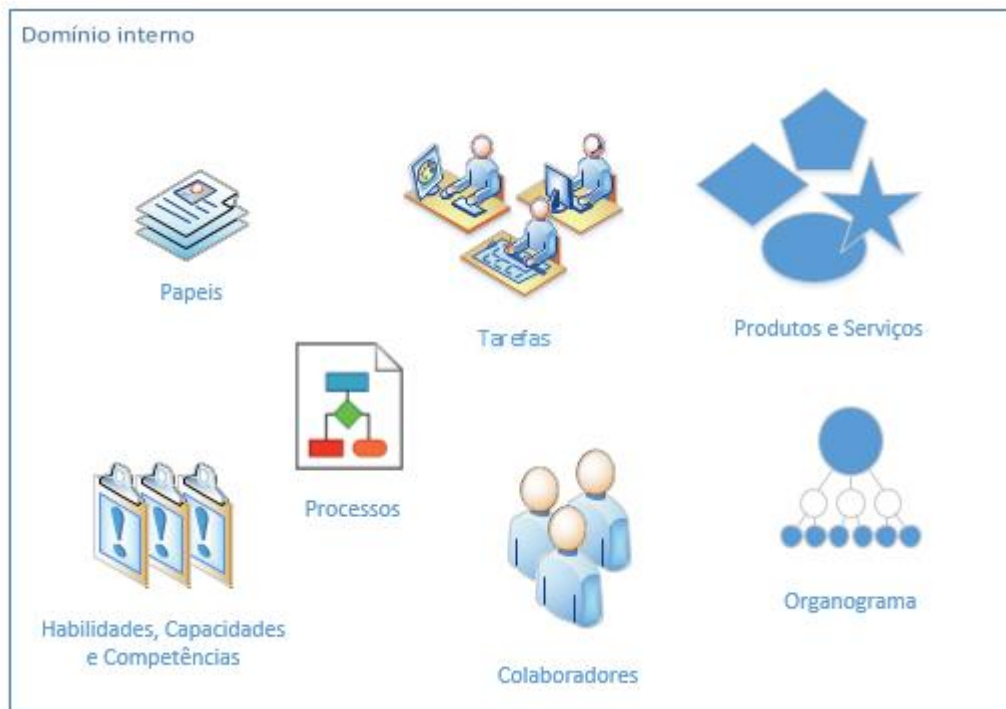 Domínio interno
Papeis
Tarefas
Produtos e Serviços
Processos
Organograma
Habilidades, Capacidades
e Competências
Colaboradores